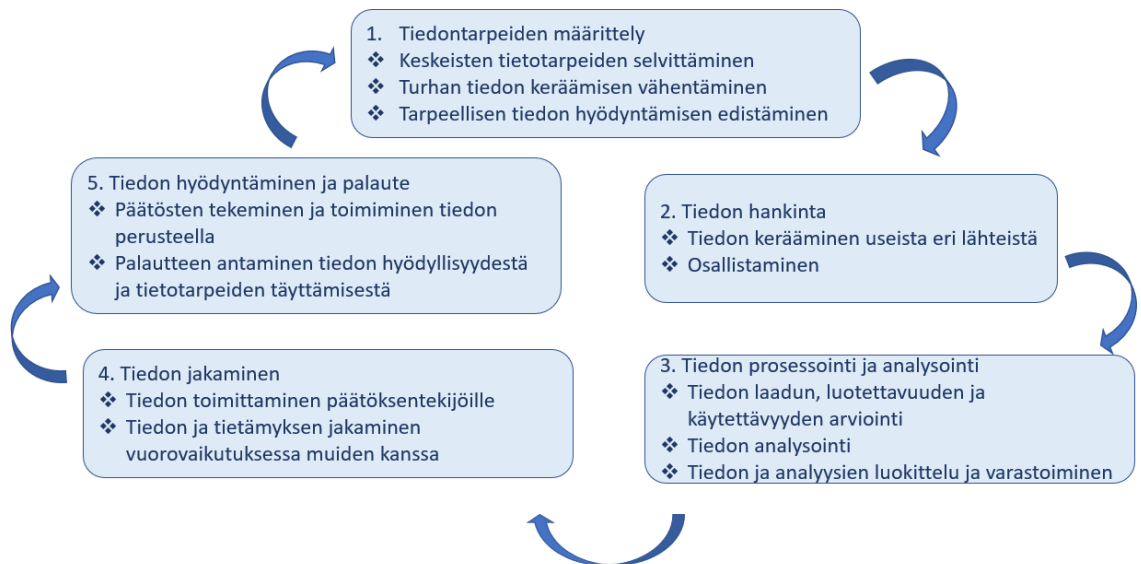 1. Tiedontarpeiden määrittely
❖ Keskeisten tietotarpeiden selvittäminen
❖ Turhan tiedon keräämisen vähentäminen
❖ Tarpeellisen tiedon hyödyntämisen edistäminen
2. Tiedon hankinta
❖ Tiedon kerääminen useista eri lähteistä
❖ Osallistaminen
3. Tiedon prosessointi ja analysointi
❖ Tiedon laadun, luotettavuuden ja
käytettävyyden arviointi
❖ Tiedon analysointi
❖ Tiedon ja analyysien luokittelu ja varastoiminen
4. Tiedon jakaminen
❖ Tiedon toimittaminen päätöksentekijöille
❖ Tiedon ja tietämyksen jakaminen
vuorovaikutuksessa muiden kanssa
5. Tiedon hyödyntäminen ja palaute
❖ Päätösten tekeminen ja toimiminen tiedon
perusteella
❖ Palautteen antaminen tiedon hyödyllisyydestä
ja tietotarpeiden täyttämisestä